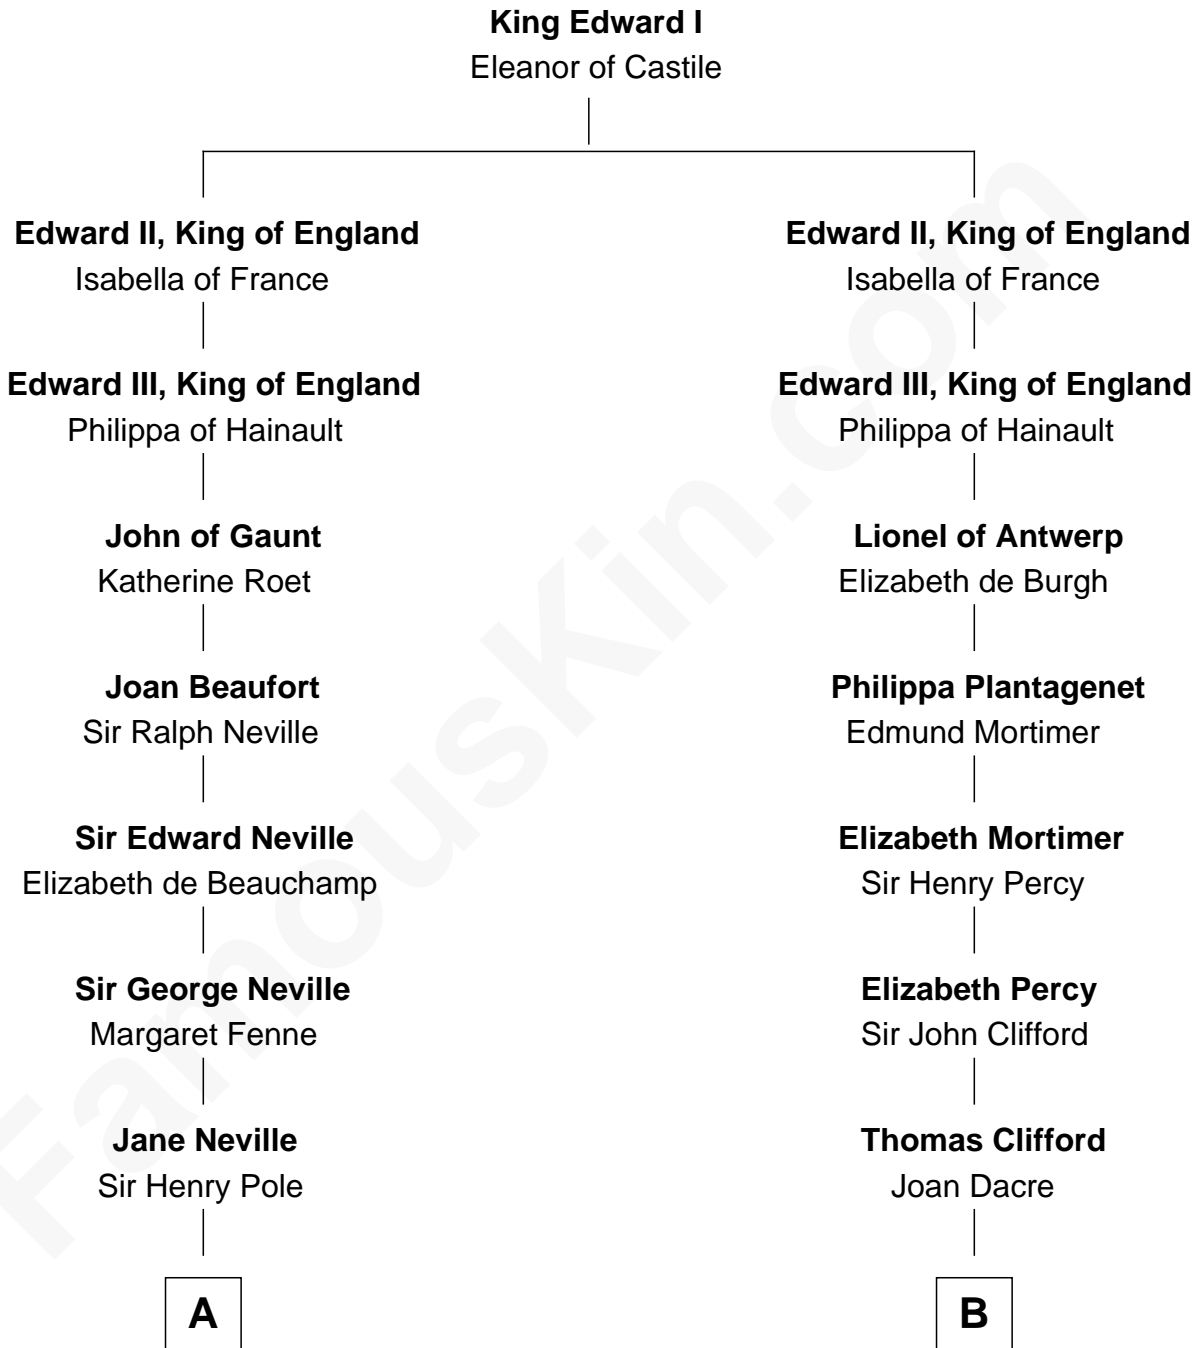 King Edward I
Eleanor of Castile
Edward II, King of England
Isabella of France
Edward III, King of England
Philippa of Hainault
John of Gaunt
Katherine Roet
Joan Beaufort
Sir Ralph Neville
Sir Edward Neville
Elizabeth de Beauchamp
Sir George Neville
Margaret Fenne
Jane Neville
Sir Henry Pole
A
Edward II, King of England
Isabella of France
Edward III, King of England
Philippa of Hainault
Lionel of Antwerp
Elizabeth de Burgh
Philippa Plantagenet
Edmund Mortimer
Elizabeth Mortimer
Sir Henry Percy
Elizabeth Percy
Sir John Clifford
Thomas Clifford
Joan Dacre
B
FamousKin.com